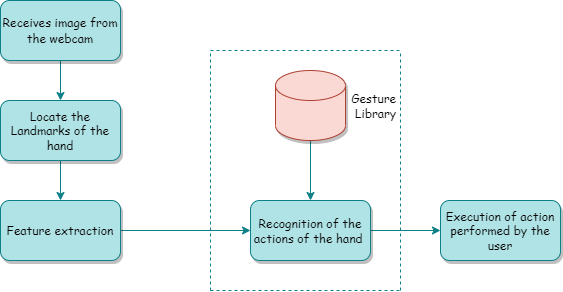 Receives image from
the webcam
Locate the
Landmarks of the
hand
Feature extraction
Gesture
Library
Recognition of the
actions of the hand
Execution of action
performed by the
user